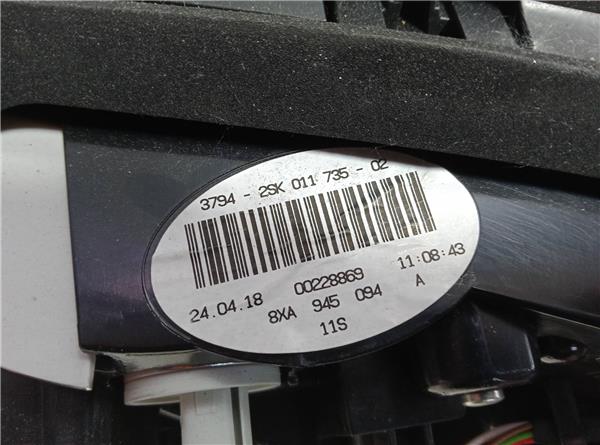 3794 - 2SK 011 735 - 02
24.04.18 00228869 11:08:43
8XA 945 094 A
11S